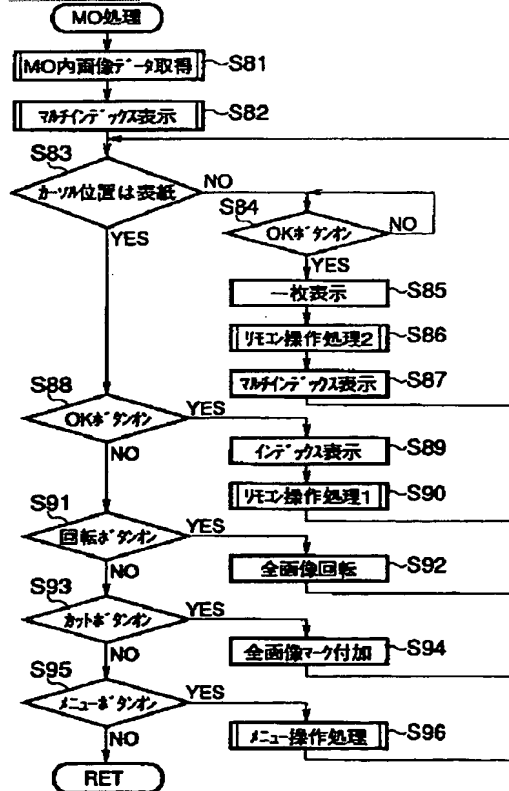 MO処理
MO内画像データ取得 S81
マルチインデックス表示 S82
S83
カーソル位置は表紙
NO
YES
S84
OKボタンオン
NO
YES
一枚表示 S85
リモコン操作処理2 S86
マルチインデックス表示 S87
S88
OKボタンオン
YES
NO
インデックス表示 S89
リモコン操作処理1 S90
S91
回転ボタンオン
YES
NO
全画像回転 S92
S93
カットボタンオン
YES
NO
全画像マーク付加 S94
S95
メニューボタンオン
YES
NO
メニュー操作処理 S96
RET